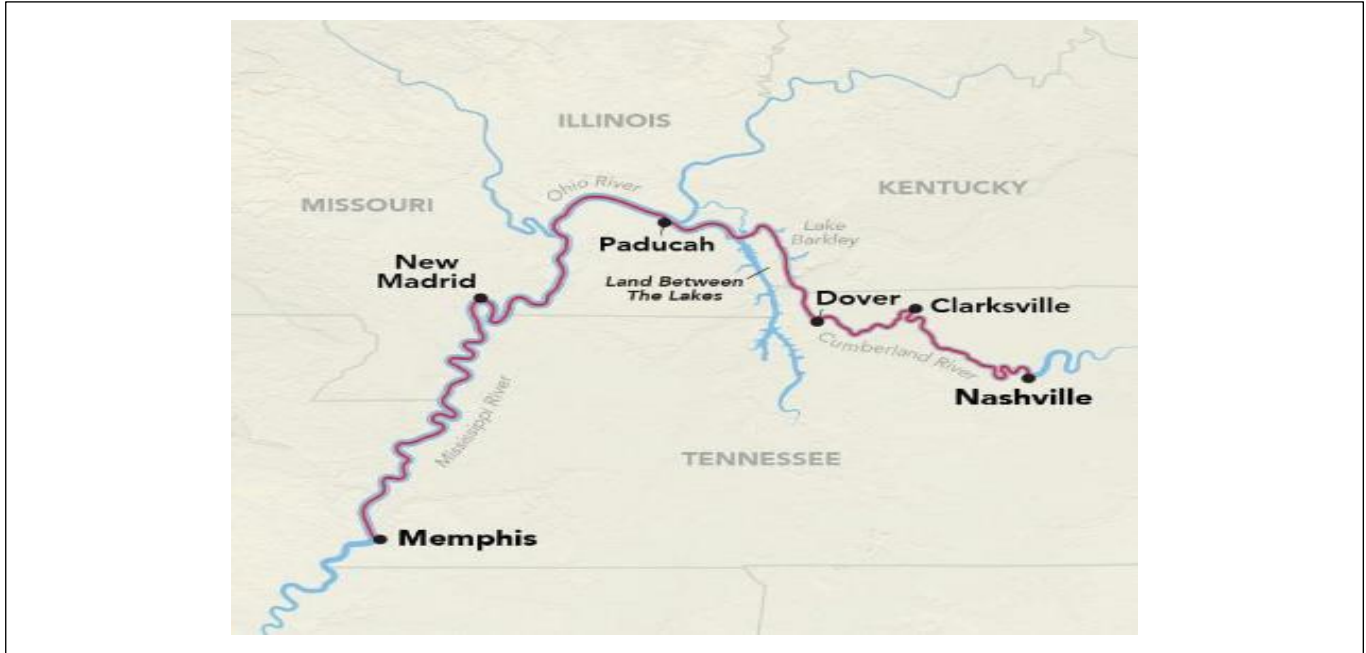 ILLINOIS
Ohio River
KENTUCKY
MISSOURI
Lake
Barkley
Paducah
New
Madrid
Land Between
The Lakes
Dover
Clarksville
Cumberland River
Nashville
Mississippi River
TENNESSEE
Memphis